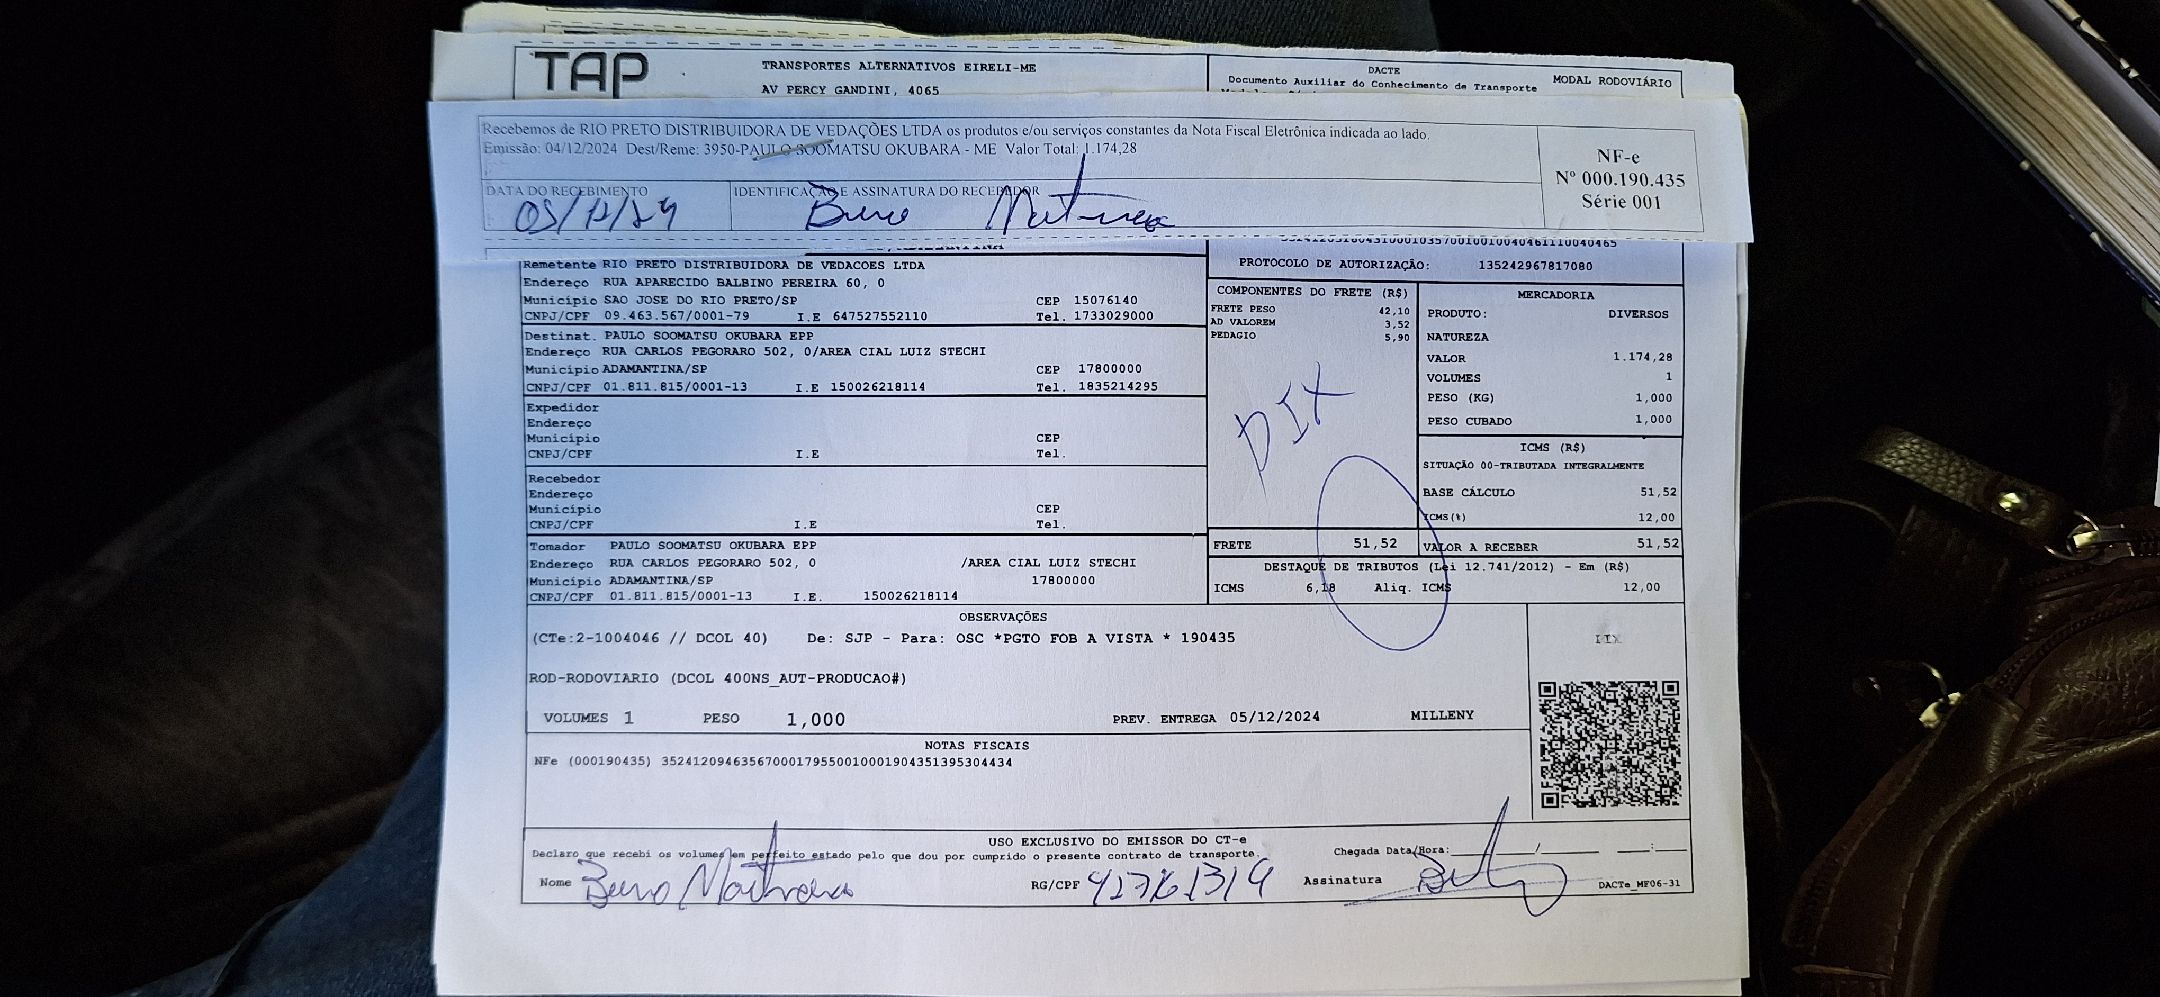 TAP
TRANSPORTES ALTERNATIVOS EIRELI-ME
AV PERCY GANDINI, 4065
DACTE
Documento Auxiliar do Conhecimento de Transporte
MODAL RODOVIÁRIO
Recebemos de RIO PRETO DISTRIBUIDORA DE VEDAÇÕES LTDA os produtos e/ou serviços constantes da Nota Fiscal Eletrônica indicada ao lado.
Emissão: 04/12/2024 Dest/Reme: 3950-PAULO SOOMATSU OKUBARA - ME Valor Total: 1.174,28
NF-e
Nº 000.190.435
Série 001
DATA DO RECEBIMENTO
05/12/24
IDENTIFICAÇÃO E ASSINATURA DO RECEBEDOR
PROTOCOLO DE AUTORIZAÇÃO: 135242967817080
Remetente RIO PRETO DISTRIBUIDORA DE VEDACOES LTDA
Endereço RUA APARECIDO BALBINO PEREIRA 60, 0
Município SAO JOSE DO RIO PRETO/SP CEP 15076140
CNPJ/CPF 09.463.567/0001-79 I.E 647527552110 Tel. 1733029000
Destinat. PAULO SOOMATSU OKUBARA EPP
Endereço RUA CARLOS PEGORARO 502, 0/AREA CIAL LUIZ STECHI
Município ADAMANTINA/SP CEP 17800000
CNPJ/CPF 01.811.815/0001-13 I.E 150026218114 Tel. 1835214295
Expedidor
Endereço
Município CEP
CNPJ/CPF I.E Tel.
Recebedor
Endereço
Município CEP
CNPJ/CPF I.E Tel.
Tomador PAULO SOOMATSU OKUBARA EPP
Endereço RUA CARLOS PEGORARO 502, 0 /AREA CIAL LUIZ STECHI
Município ADAMANTINA/SP 17800000
CNPJ/CPF 01.811.815/0001-13 I.E. 150026218114
COMPONENTES DO FRETE (R$)
FRETE PESO 42,10
AD VALOREM 3,52
PEDAGIO 5,90
PIX
FRETE 51,52
MERCADORIA
PRODUTO: DIVERSOS
NATUREZA
VALOR 1.174,28
VOLUMES 1
PESO (KG) 1,000
PESO CUBADO 1,000
ICMS (R$)
SITUAÇÃO 00-TRIBUTADA INTEGRALMENTE
BASE CÁLCULO 51,52
ICMS(%) 12,00
VALOR A RECEBER 51,52
DESTAQUE DE TRIBUTOS (Lei 12.741/2012) - Em (R$)
ICMS 6,18 Aliq. ICMS 12,00
OBSERVAÇÕES
(CTe:2-1004046 // DCOL 40) De: SJP - Para: OSC *PGTO FOB A VISTA * 190435
ROD-RODOVIARIO (DCOL 400NS_AUT-PRODUCAO#)
VOLUMES 1 PESO 1,000 PREV. ENTREGA 05/12/2024 MILLENY
NOTAS FISCAIS
NFe (000190435) 35241209463567000179550010001904351395304434
USO EXCLUSIVO DO EMISSOR DO CT-e
Declaro que recebi os volumes em perfeito estado pelo que dou por cumprido o presente contrato de transporte.
Chegada Data/Hora:
Nome
RG/CPF
Assinatura
DACTe_MF06-31